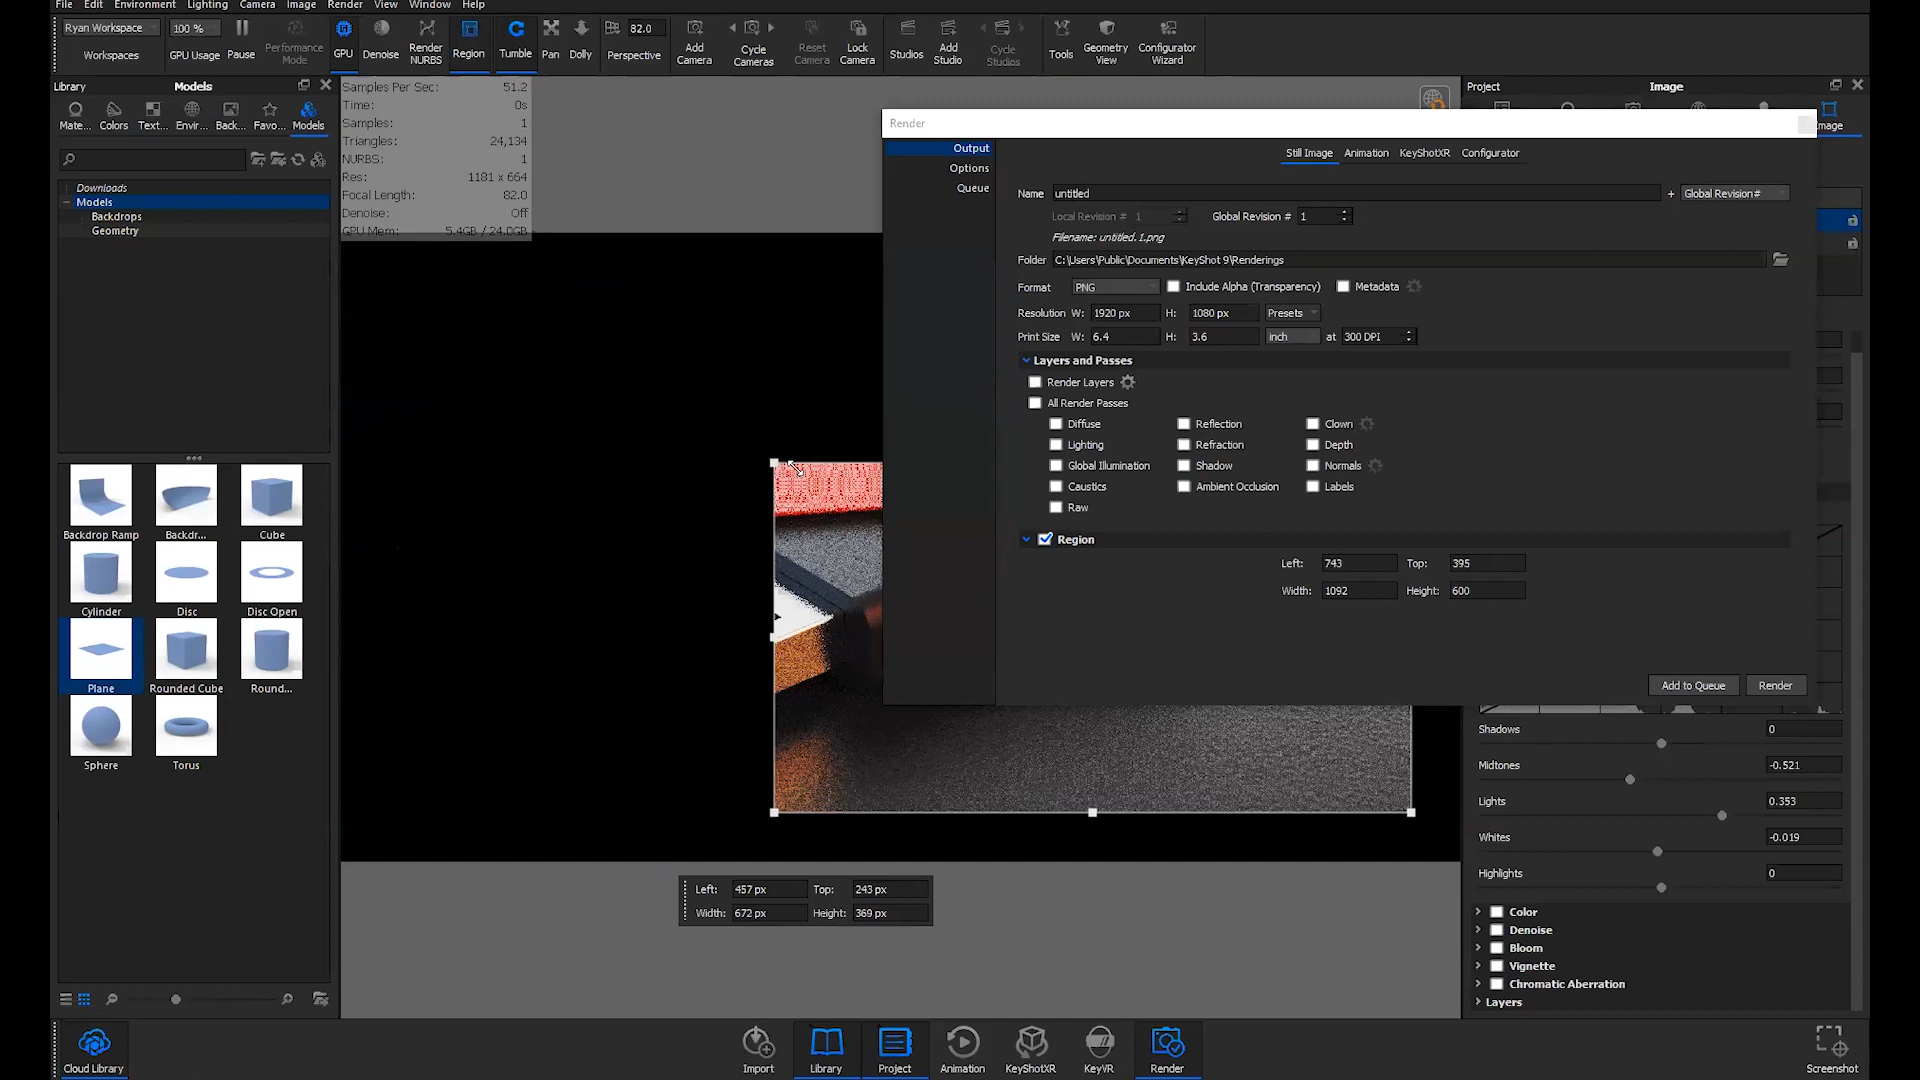 File Edit Environment Lighting Camera Image Render View Window Help
Ryan Workspace 100 % 82.0
Workspaces GPU Usage Pause Performance Mode GPU Denoise Render NURBS Region Tumble Pan Dolly Perspective Add Camera Cycle Cameras Reset Camera Lock Camera Studios Add Studio Cycle Studios Tools Geometry View Configurator Wizard
Library Models
Mate... Colors Text... Envir... Back... Favo... Models
Downloads
Models
Backdrops
Geometry
Backdrop Ramp Backdr... Cube
Cylinder Disc Disc Open
Plane Rounded Cube Round...
Sphere Torus
Samples Per Sec: 51.2
Time: 0s
Samples: 1
Triangles: 24,134
NURBS: 1
Res: 1181 x 664
Focal Length: 82.0
Denoise: Off
GPU Mem: 5.4GB / 24.0GB
Left: 457 px Top: 243 px
Width: 672 px Height: 369 px
Render
Output
Options
Queue
Still Image Animation KeyShotXR Configurator
Name untitled + Global Revision#
Local Revision # 1 Global Revision # 1
Filename: untitled.1.png
Folder C:\Users\Public\Documents\KeyShot 9\Renderings
Format PNG Include Alpha (Transparency) Metadata
Resolution W: 1920 px H: 1080 px Presets
Print Size W: 6.4 H: 3.6 inch at 300 DPI
Layers and Passes
Render Layers
All Render Passes
Diffuse Reflection Clown
Lighting Refraction Depth
Global Illumination Shadow Normals
Caustics Ambient Occlusion Labels
Raw
Region
Left: 743 Top: 395
Width: 1092 Height: 600
Add to Queue Render
Project Image
Image
Shadows 0
Midtones -0.521
Lights 0.353
Whites -0.019
Highlights 0
Color
Denoise
Bloom
Vignette
Chromatic Aberration
Layers
Cloud Library Import Library Project Animation KeyShotXR KeyVR Render Screenshot